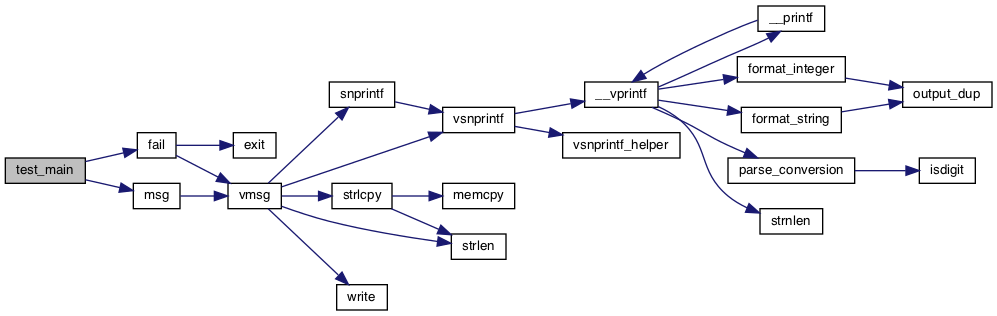 test_main
fail
msg
exit
vmsg
snprintf
strlcpy
write
vsnprintf
memcpy
strlen
__vprintf
vsnprintf_helper
__printf
format_integer
format_string
parse_conversion
strnlen
output_dup
isdigit